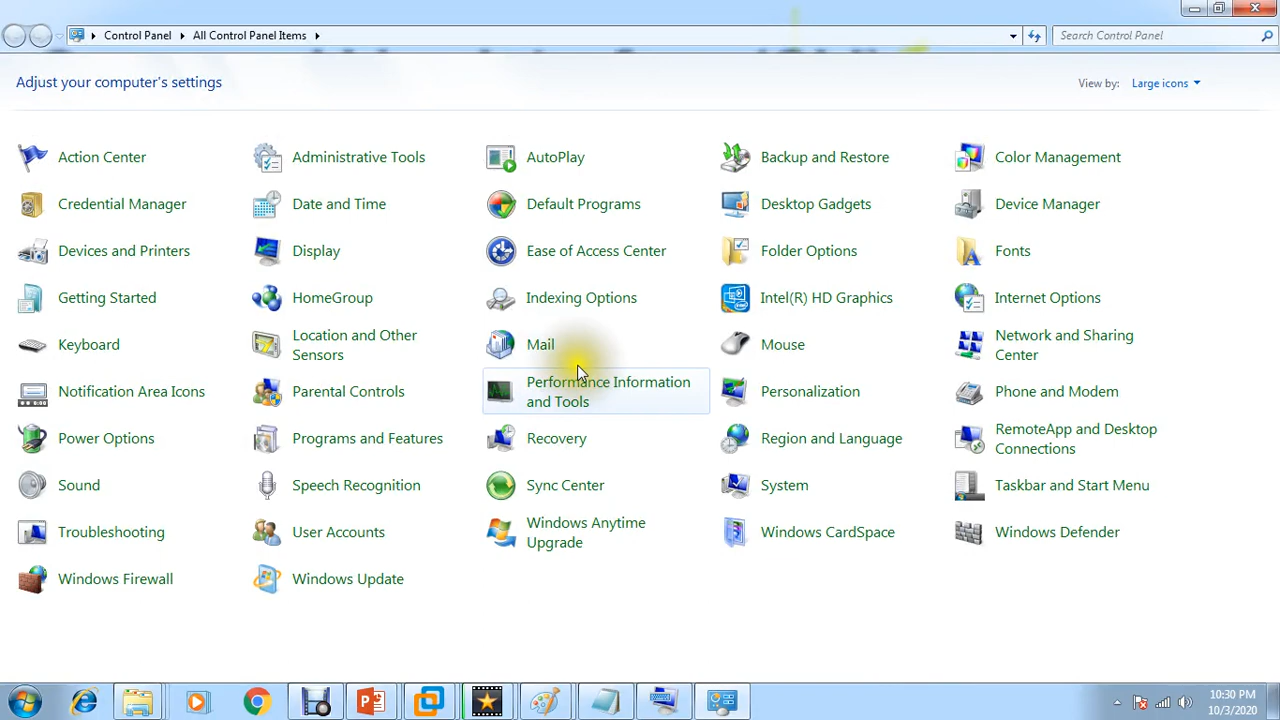 Control Panel
All Control Panel Items
Search Control Panel
Adjust your computer's settings
View by:
Large icons
Action Center
Administrative Tools
AutoPlay
Backup and Restore
Color Management
Credential Manager
Date and Time
Default Programs
Desktop Gadgets
Device Manager
Devices and Printers
Display
Ease of Access Center
Folder Options
Fonts
Getting Started
HomeGroup
Indexing Options
Intel(R) HD Graphics
Internet Options
Keyboard
Location and Other
Sensors
Mail
Mouse
Network and Sharing
Center
Notification Area Icons
Parental Controls
Performance Information
and Tools
Personalization
Phone and Modem
Power Options
Programs and Features
Recovery
Region and Language
RemoteApp and Desktop
Connections
Sound
Speech Recognition
Sync Center
System
Taskbar and Start Menu
Troubleshooting
User Accounts
Windows Anytime
Upgrade
Windows CardSpace
Windows Defender
Windows Firewall
Windows Update
10:30 PM
10/3/2020